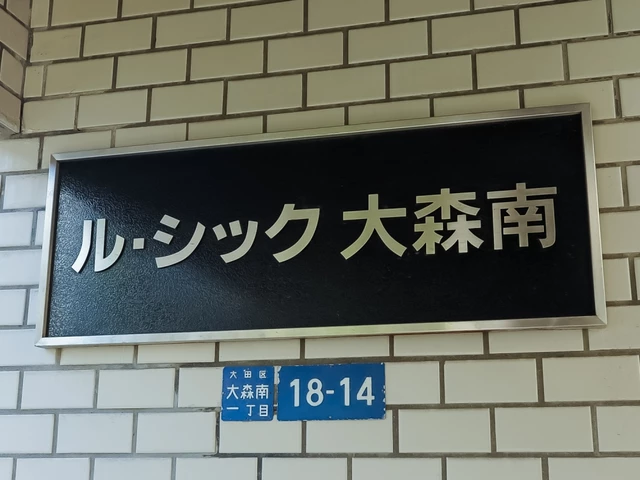 ル・シック 大森南
大田区
大森南
一丁目
18-14